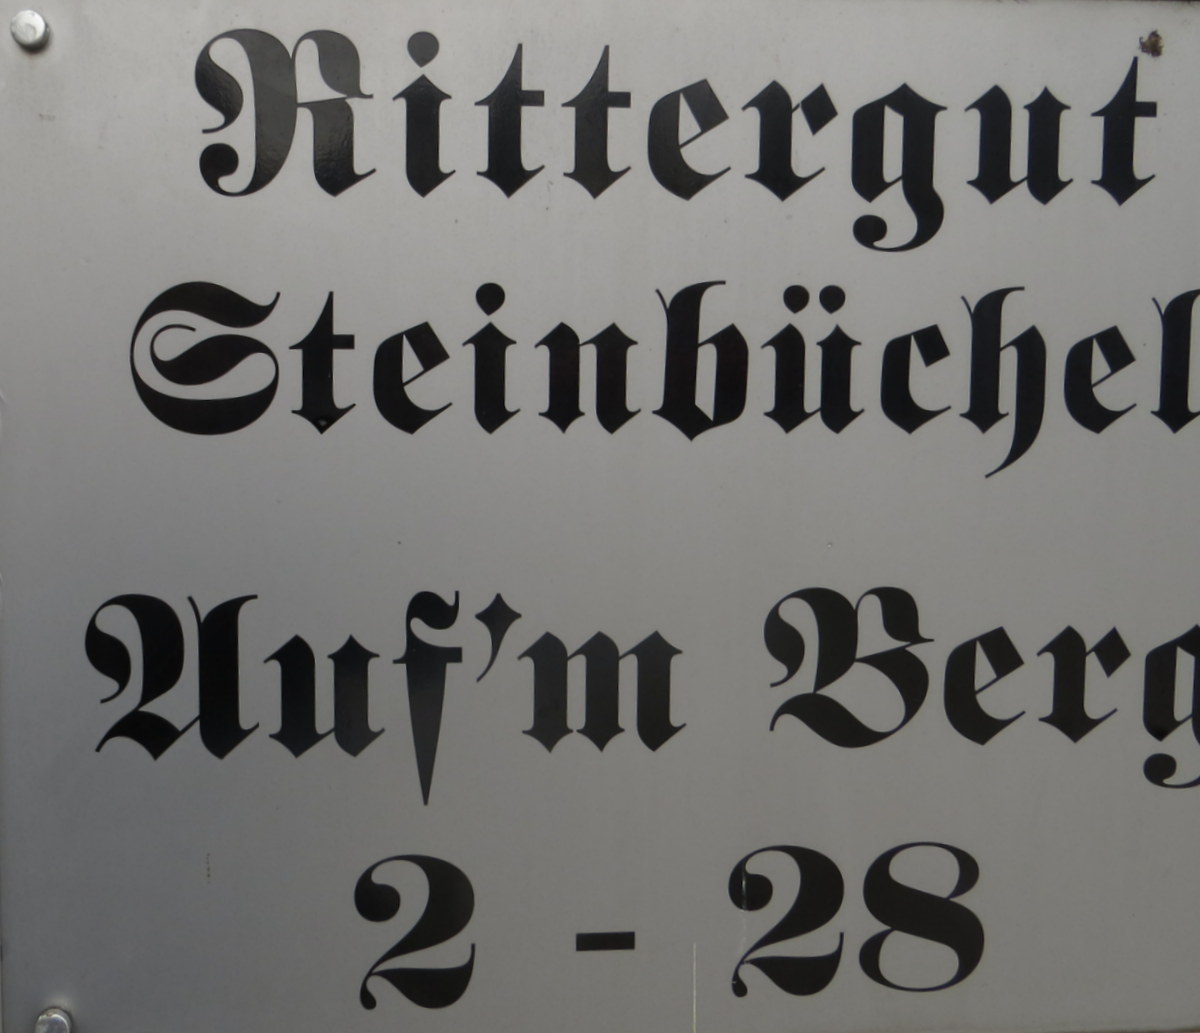 Rittergut
Steinbüchel
Auf'm Berg
2 - 28